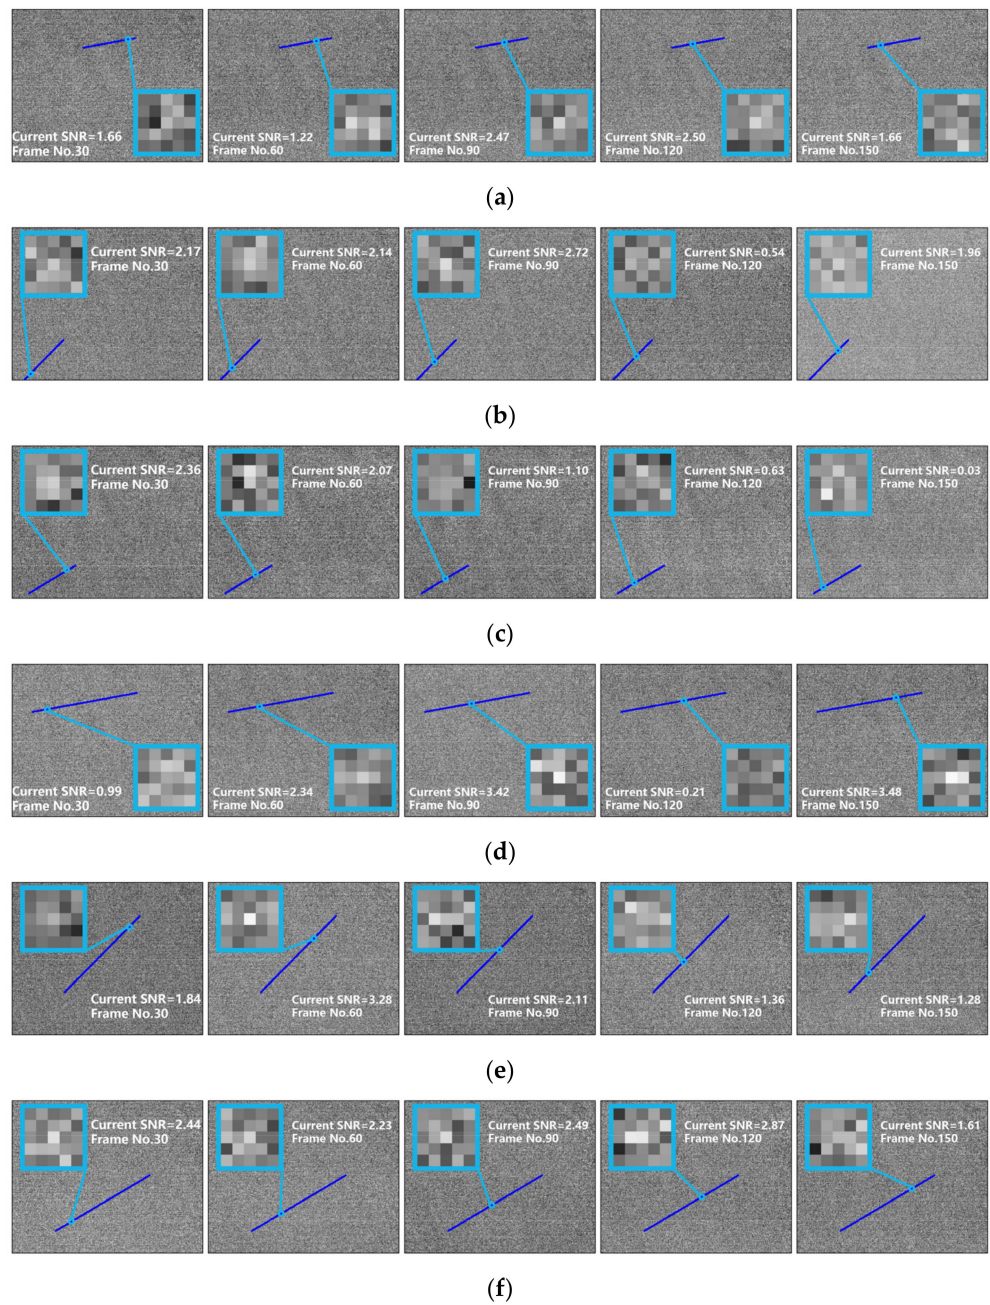 Current SNR=1.66
Frame No.30
Current SNR=1.22
Frame No.60
Current SNR=2.47
Frame No.90
Current SNR=2.50
Frame No.120
Current SNR=1.66
Frame No.150
(a)
Current SNR=2.17
Frame No.30
Current SNR=2.14
Frame No.60
Current SNR=2.72
Frame No.90
Current SNR=0.54
Frame No.120
Current SNR=1.96
Frame No.150
(b)
Current SNR=2.36
Frame No.30
Current SNR=2.07
Frame No.60
Current SNR=1.10
Frame No.90
Current SNR=0.63
Frame No.120
Current SNR=0.03
Frame No.150
(c)
Current SNR=0.99
Frame No.30
Current SNR=2.34
Frame No.60
Current SNR=3.42
Frame No.90
Current SNR=0.21
Frame No.120
Current SNR=3.48
Frame No.150
(d)
Current SNR=1.84
Frame No.30
Current SNR=3.28
Frame No.60
Current SNR=2.11
Frame No.90
Current SNR=1.36
Frame No.120
Current SNR=1.28
Frame No.150
(e)
Current SNR=2.44
Frame No.30
Current SNR=2.23
Frame No.60
Current SNR=2.49
Frame No.90
Current SNR=2.87
Frame No.120
Current SNR=1.61
Frame No.150
(f)